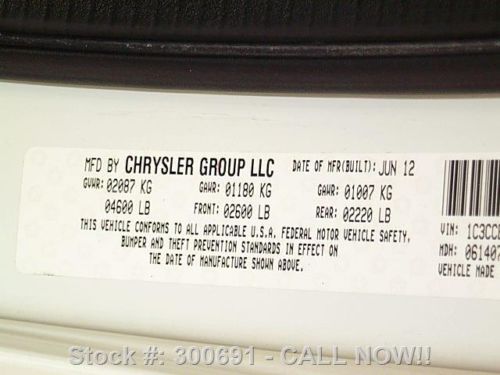 MFD BY CHRYSLER GROUP LLC DATE OF MFR(BUILT): JUN 12
GVWR: 02087 KG GAWR: 01180 KG GAWR: 01007 KG
04600 LB FRONT: 02600 LB REAR: 02220 LB
THIS VEHICLE CONFORMS TO ALL APPLICABLE U.S.A. FEDERAL MOTOR VEHICLE SAFETY,
BUMPER AND THEFT PREVENTION STANDARDS IN EFFECT ON
THE DATE OF MANUFACTURE SHOWN ABOVE.
VIN: 1C3CCB
MDH: 061407
VEHICLE MADE
Stock #: 300691 - CALL NOW!!